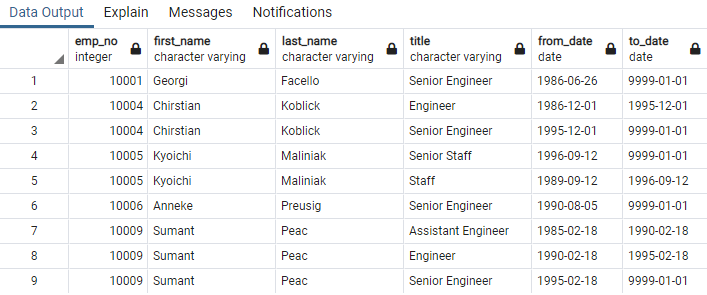 Data Output Explain Messages Notifications
emp_no first_name last_name title from_date to_date
integer character varying character varying character varying date date
1 10001 Georgi Facello Senior Engineer 1986-06-26 9999-01-01
2 10004 Chirstian Koblick Engineer 1986-12-01 1995-12-01
3 10004 Chirstian Koblick Senior Engineer 1995-12-01 9999-01-01
4 10005 Kyoichi Maliniak Senior Staff 1996-09-12 9999-01-01
5 10005 Kyoichi Maliniak Staff 1989-09-12 1996-09-12
6 10006 Anneke Preusig Senior Engineer 1990-08-05 9999-01-01
7 10009 Sumant Peac Assistant Engineer 1985-02-18 1990-02-18
8 10009 Sumant Peac Engineer 1990-02-18 1995-02-18
9 10009 Sumant Peac Senior Engineer 1995-02-18 9999-01-01